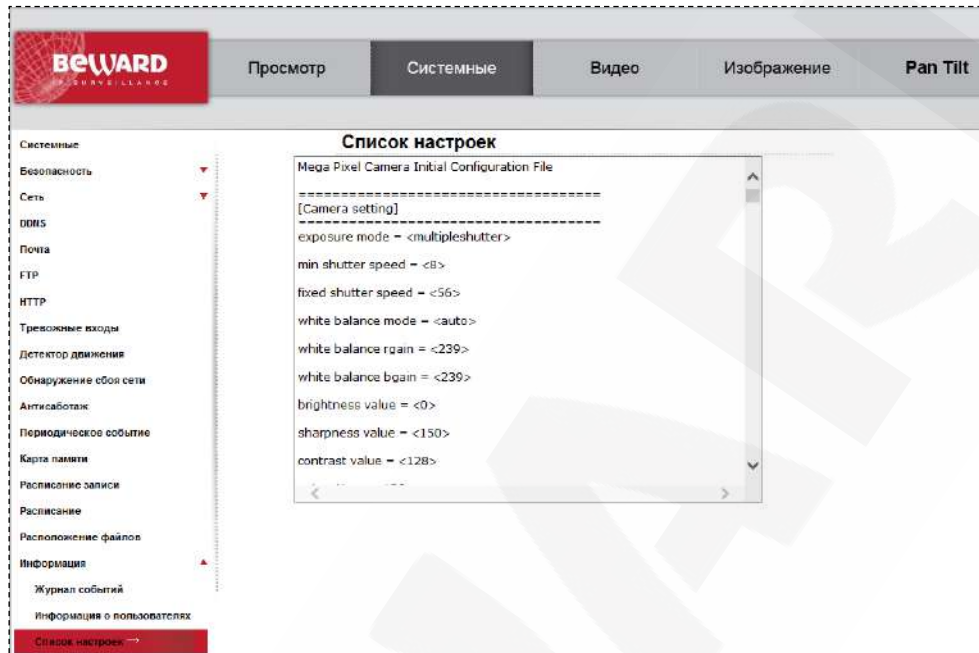 BEWARD
IP SURVEILLANCE
Просмотр
Системные
Видео
Изображение
Pan Tilt
Системные
Безопасность
Сеть
DDNS
Почта
FTP
HTTP
Тревожные входы
Детектор движения
Обнаружение сбоя сети
Антисаботаж
Периодическое событие
Карта памяти
Расписание записи
Расписание
Расположение файлов
Информация
Журнал событий
Информация о пользователях
Список настроек →
Список настроек
Mega Pixel Camera Initial Configuration File
====================================
[Camera setting]
====================================
exposure mode = <multipleshutter>
min shutter speed = <8>
fixed shutter speed = <56>
white balance mode = <auto>
white balance rgain = <239>
white balance bgain = <239>
brightness value = <0>
sharpness value = <150>
contrast value = <128>